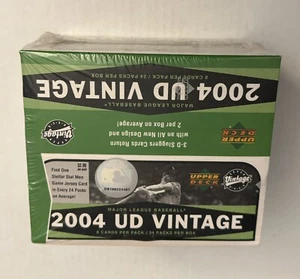 2004 UD VINTAGE
MAJOR LEAGUE BASEBALL
8 CARDS PER PACK / 24 PACKS PER BOX
3-D Sluggers Cards Return
with an All New Design and
2 per Box on Average!
UPPER
DECK
Vintage
Find One
Stellar Stat Men
Game Jersey Card
in Every 24 Packs
on Average!
UPPER
DECK
Vintage
MAJOR LEAGUE BASEBALL
2004 UD VINTAGE
8 CARDS PER PACK / 24 PACKS PER BOX